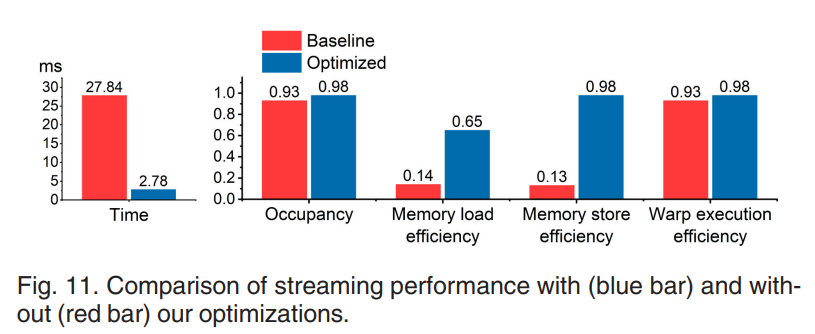 Baseline
Optimized
ms
30
25
20
15
10
5
0
27.84
2.78
Time
1.0
0.8
0.6
0.4
0.2
0.0
0.93 0.98
0.14 0.65
0.13 0.98
0.93 0.98
Occupancy
Memory load
efficiency
Memory store
efficiency
Warp execution
efficiency
Fig. 11. Comparison of streaming performance with (blue bar) and with-
out (red bar) our optimizations.